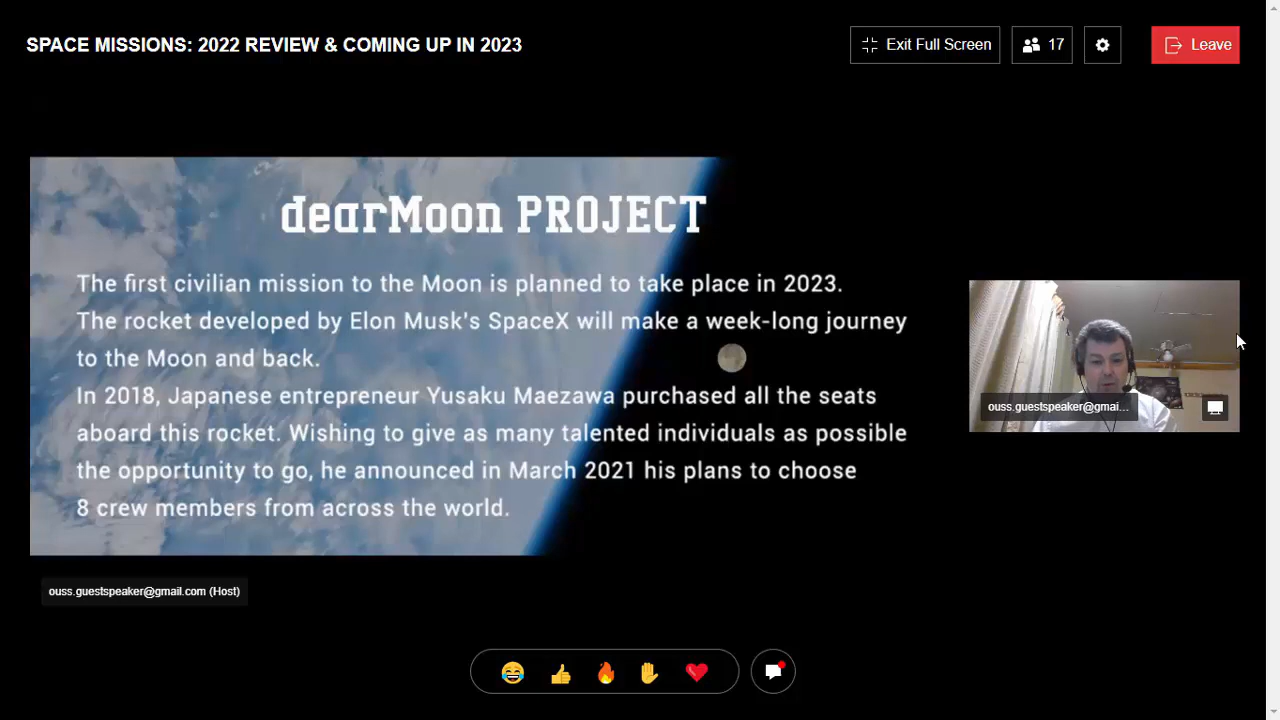 SPACE MISSIONS: 2022 REVIEW & COMING UP IN 2023
Exit Full Screen
17
Leave
dearMoon PROJECT
The first civilian mission to the Moon is planned to take place in 2023.
The rocket developed by Elon Musk's SpaceX will make a week-long journey
to the Moon and back.
In 2018, Japanese entrepreneur Yusaku Maezawa purchased all the seats
aboard this rocket. Wishing to give as many talented individuals as possible
the opportunity to go, he announced in March 2021 his plans to choose
8 crew members from across the world.
ouss.guestspeaker@gmai...
ouss.guestspeaker@gmail.com (Host)